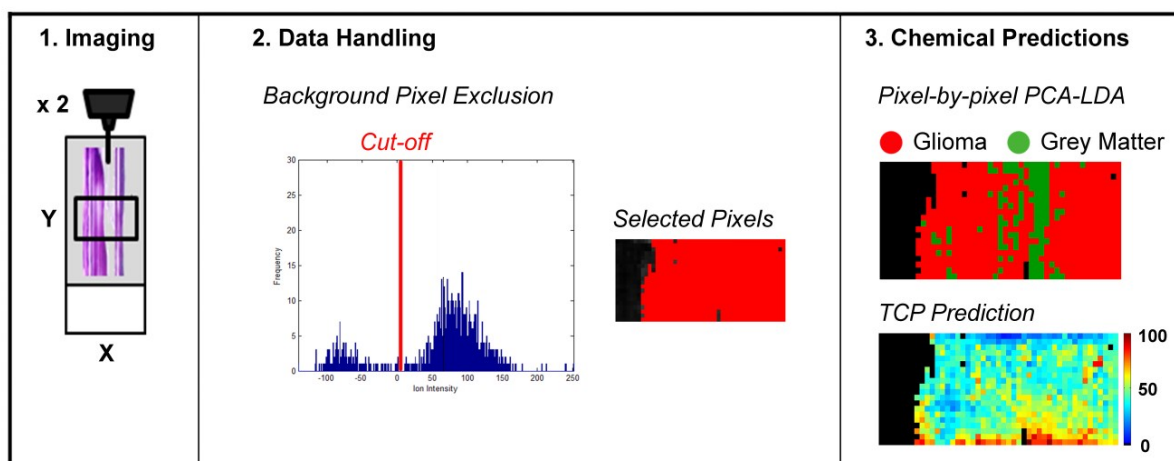 1. Imaging
x 2
Y
X
2. Data Handling
Background Pixel Exclusion
Cut-off
30
25
20
15
10
5
0
Frequency
-100 -50 0 50 100 150 200 250
Ion Intensity
Selected Pixels
3. Chemical Predictions
Pixel-by-pixel PCA-LDA
Glioma Grey Matter
TCP Prediction
100
50
0